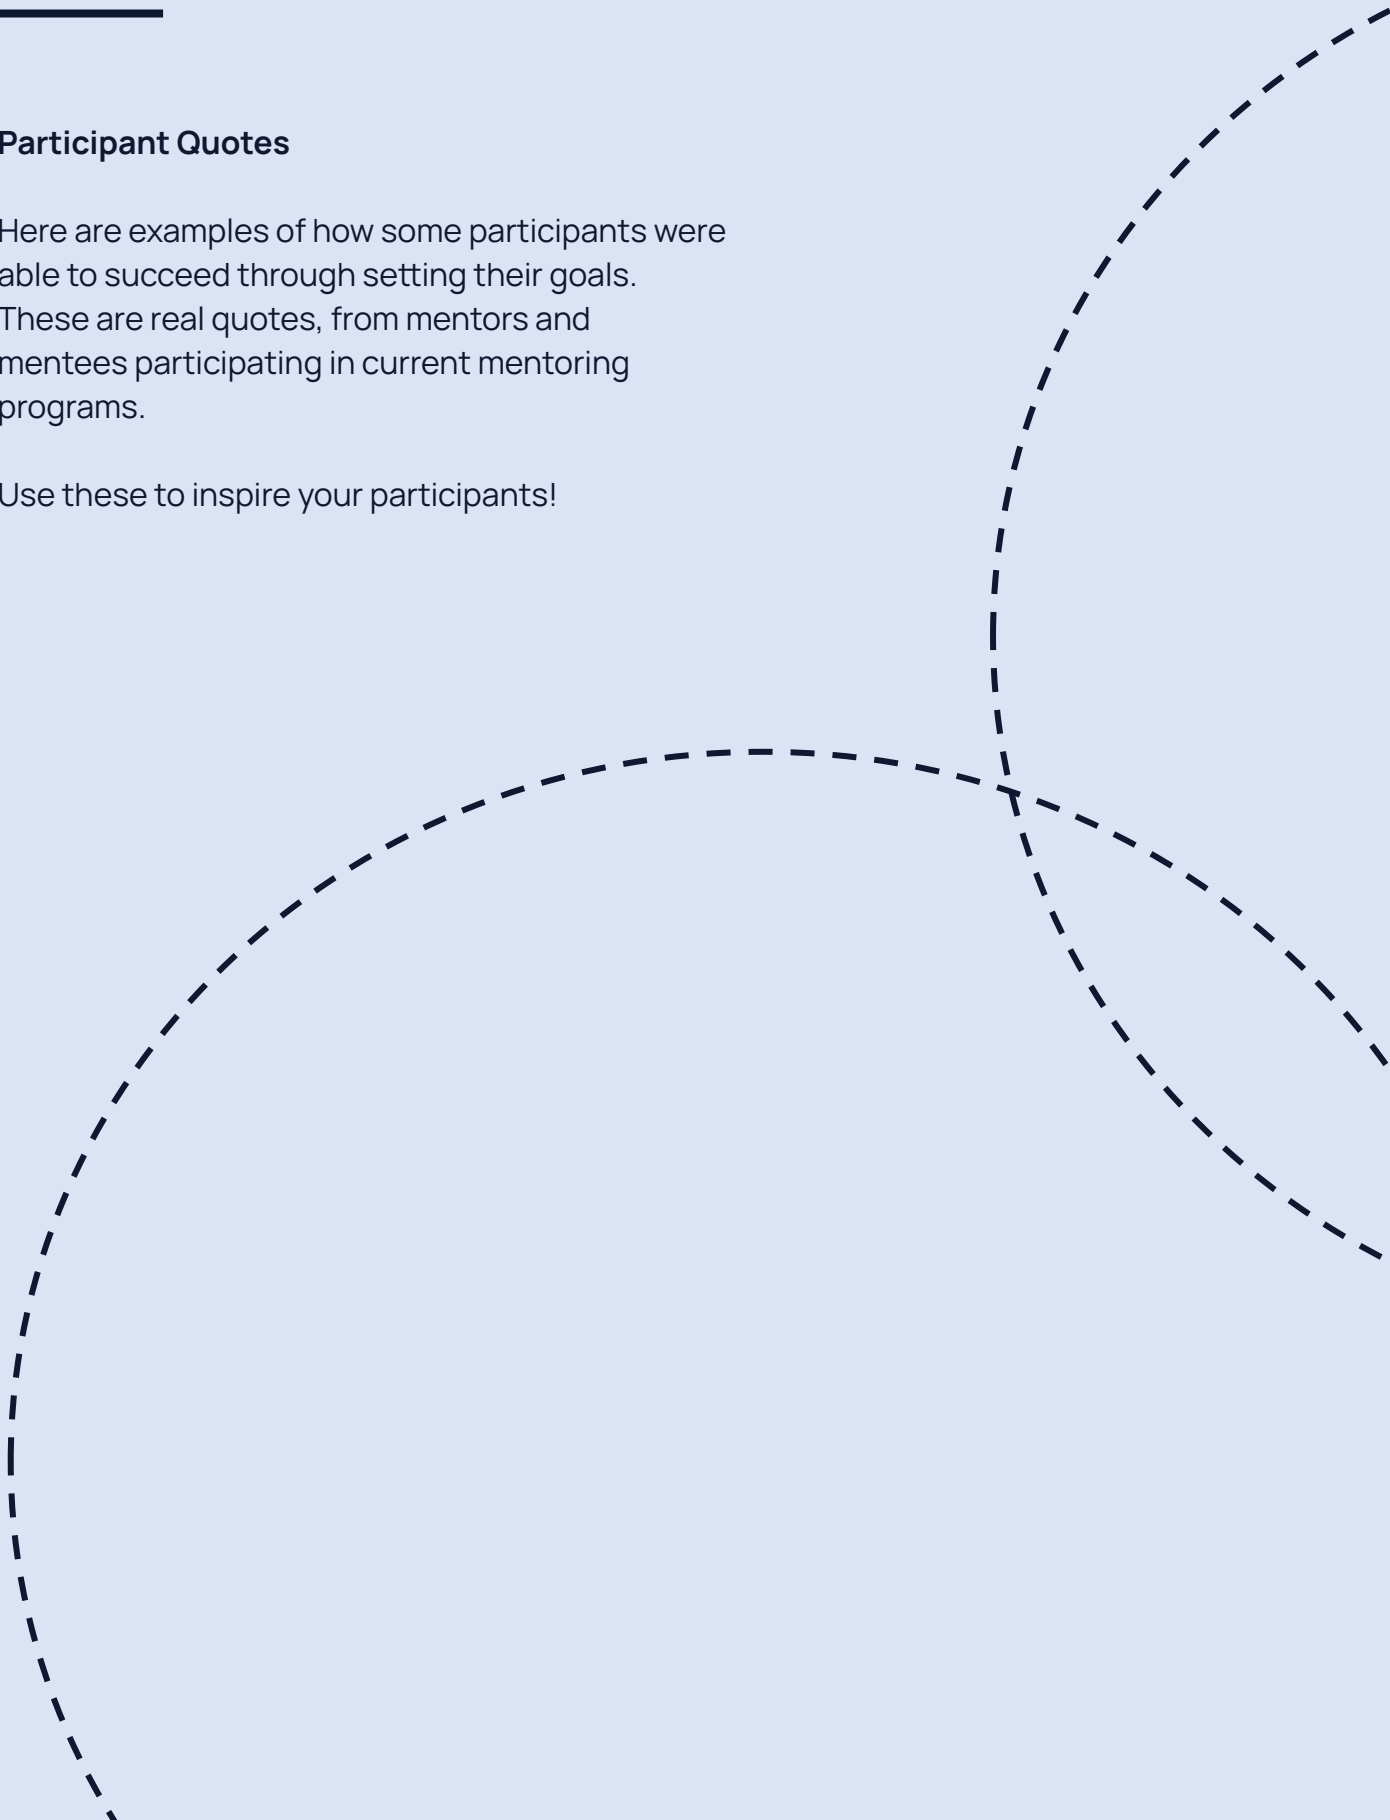 Participant Quotes
Here are examples of how some participants were
able to succeed through setting their goals.
These are real quotes, from mentors and
mentees participating in current mentoring
programs.
Use these to inspire your participants!